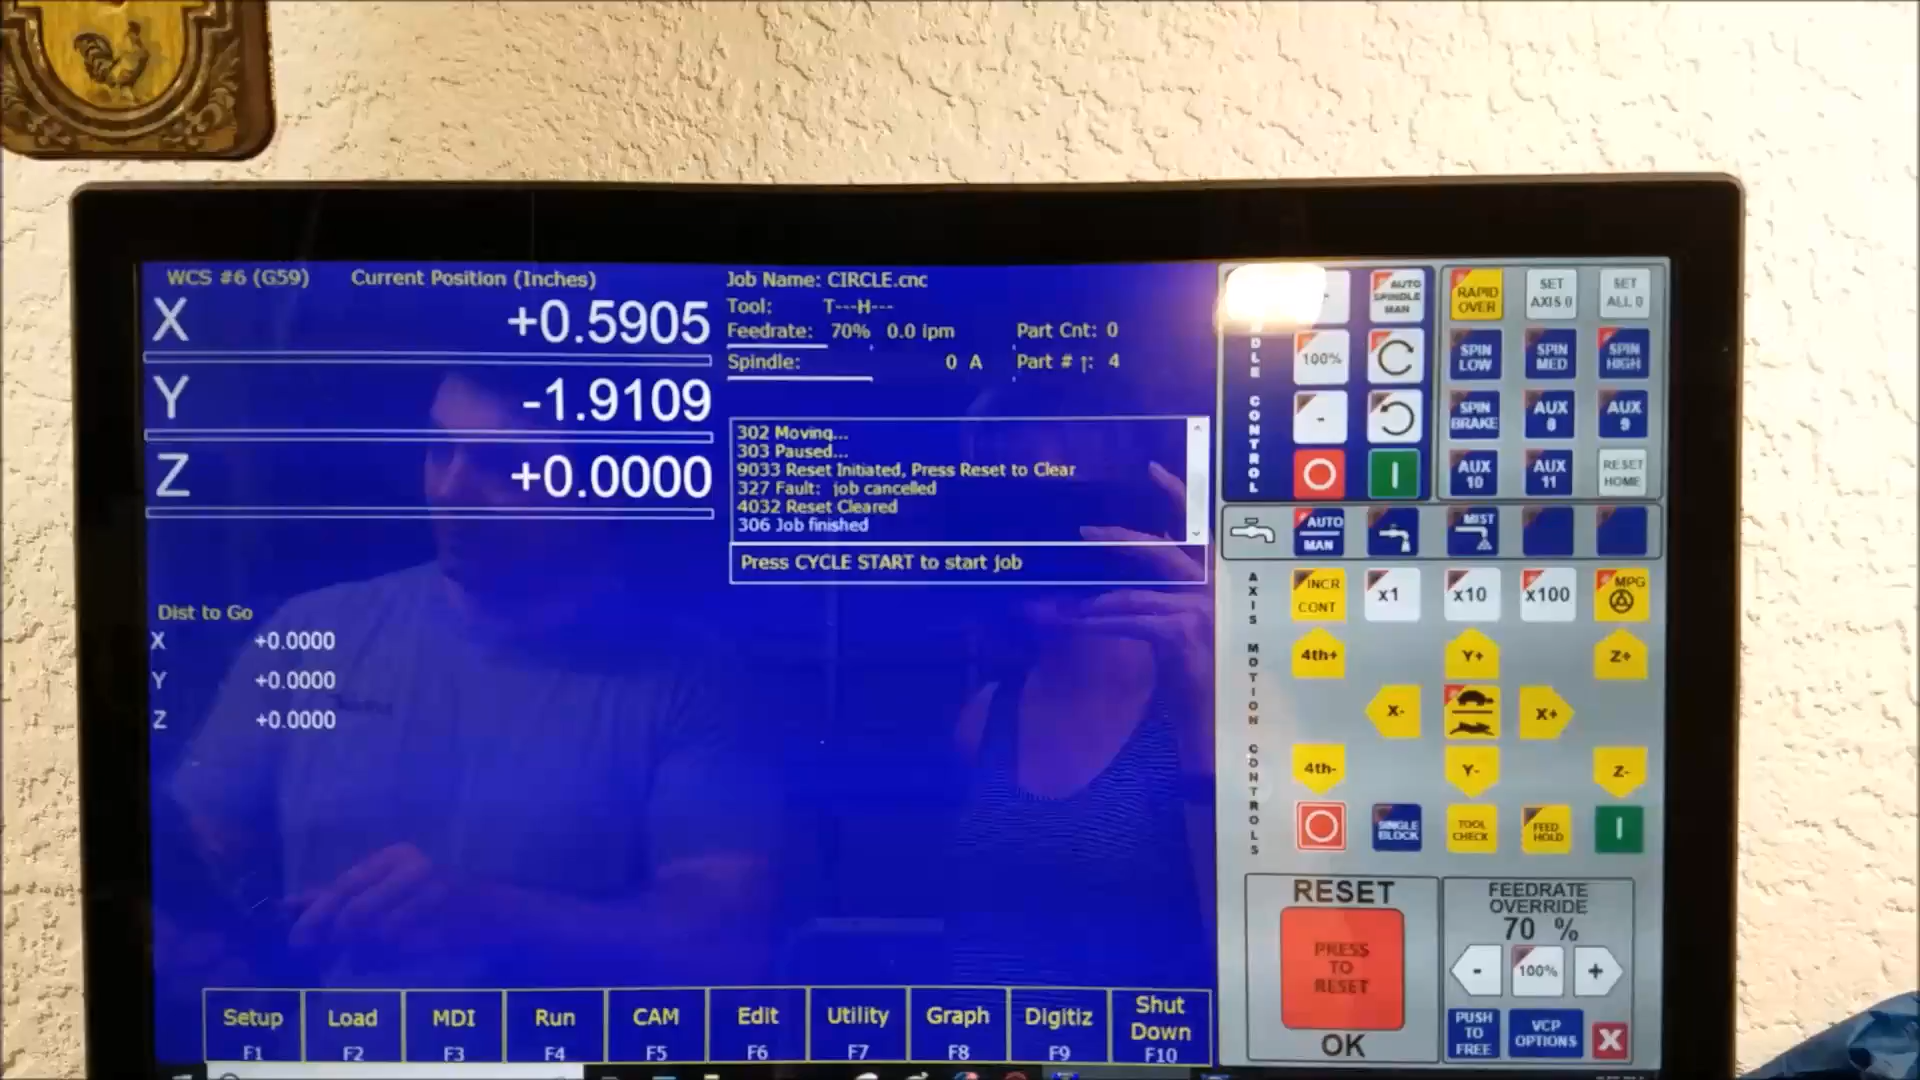 WCS #6 (G59) Current Position (Inches)
X +0.5905
Y -1.9109
Z +0.0000
Dist to Go
X +0.0000
Y +0.0000
Z +0.0000
Job Name: CIRCLE.cnc
Tool: T---H---
Feedrate: 70% 0.0 ipm Part Cnt: 0
Spindle: 0 A Part #↑: 4
302 Moving...
303 Paused...
9033 Reset Initiated, Press Reset to Clear
327 Fault: job cancelled
4032 Reset Cleared
306 Job finished
Press CYCLE START to start job
Setup Load MDI Run CAM Edit Utility Graph Digitiz Shut Down
F1 F2 F3 F4 F5 F6 F7 F8 F9 F10
CONTROL
AUTO SPINDLE MAN
100%
-
RAPID OVER
SET AXIS 0
SET ALL 0
SPIN LOW
SPIN MED
SPIN HIGH
SPIN BRAKE
AUX 8
AUX 9
AUX 10
AUX 11
RESET HOME
AUTO MAN
MIST
AXIS MOTION CONTROLS
INCR CONT
x1
x10
x100
MPG
4th+
Y+
Z+
X-
X+
4th-
Y-
Z-
SINGLE BLOCK
TOOL CHECK
FEED HOLD
RESET
PRESS
TO
RESET
OK
FEEDRATE
OVERRIDE
70 %
- 100% +
PUSH TO FREE
VCP OPTIONS
X